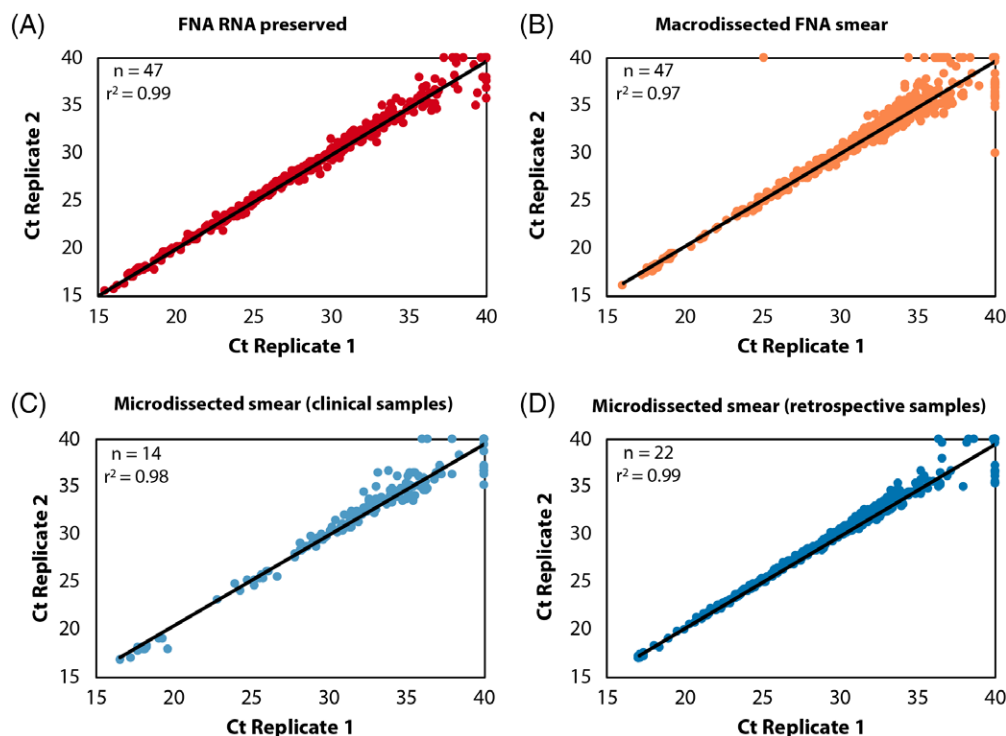 (A)
FNA RNA preserved
n = 47
r² = 0.99
40
35
30
25
20
15
Ct Replicate 2
15 20 25 30 35 40
Ct Replicate 1
(B)
Macrodissected FNA smear
n = 47
r² = 0.97
40
35
30
25
20
15
Ct Replicate 2
15 20 25 30 35 40
Ct Replicate 1
(C)
Microdissected smear (clinical samples)
n = 14
r² = 0.98
40
35
30
25
20
15
Ct Replicate 2
15 20 25 30 35 40
Ct Replicate 1
(D)
Microdissected smear (retrospective samples)
n = 22
r² = 0.99
40
35
30
25
20
15
Ct Replicate 2
15 20 25 30 35 40
Ct Replicate 1